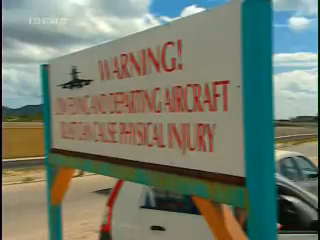 WARNING!
LOW FLYING AND DEPARTING AIRCRAFT
BLAST CAN CAUSE PHYSICAL INJURY